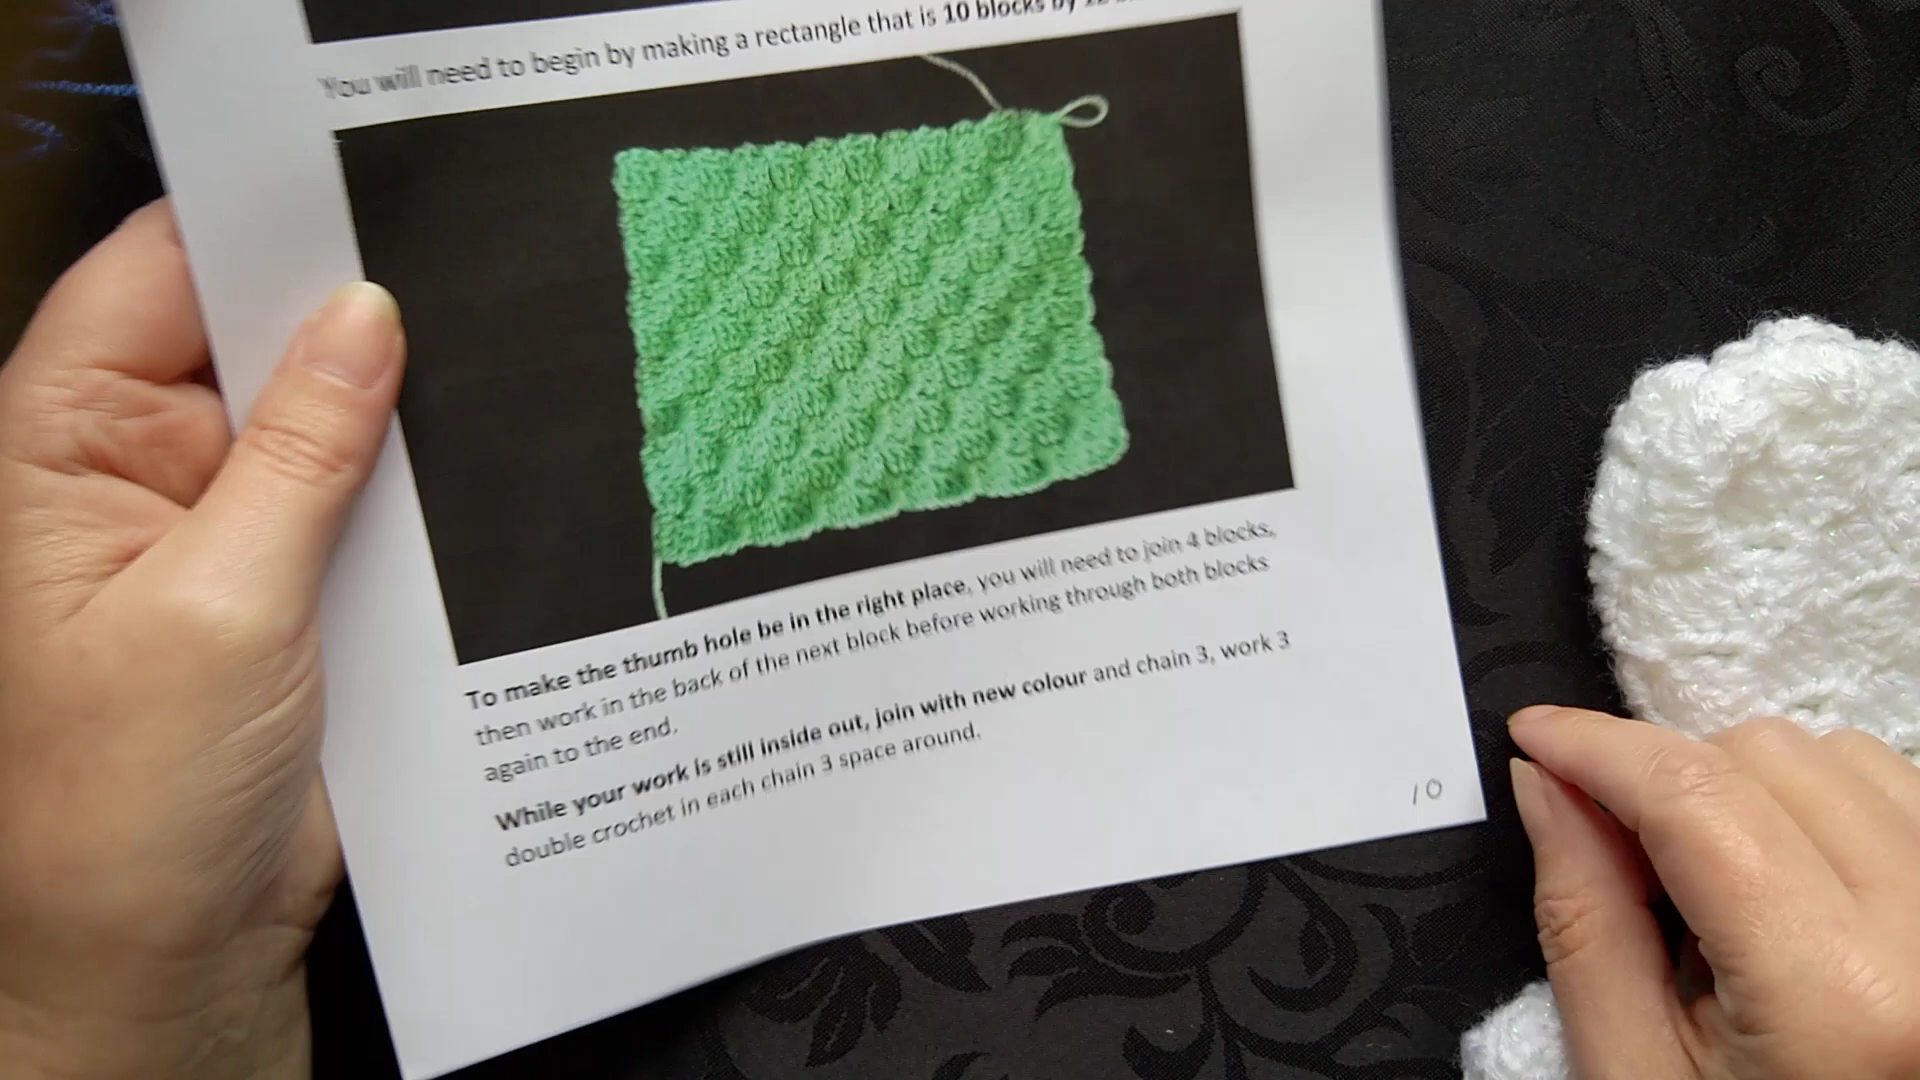 You will need to begin by making a rectangle that is 10 blocks by 12
To make the thumb hole be in the right place, you will need to join 4 blocks,
then work in the back of the next block before working through both blocks
again to the end.
While your work is still inside out, join with new colour and chain 3, work 3
double crochet in each chain 3 space around.
10